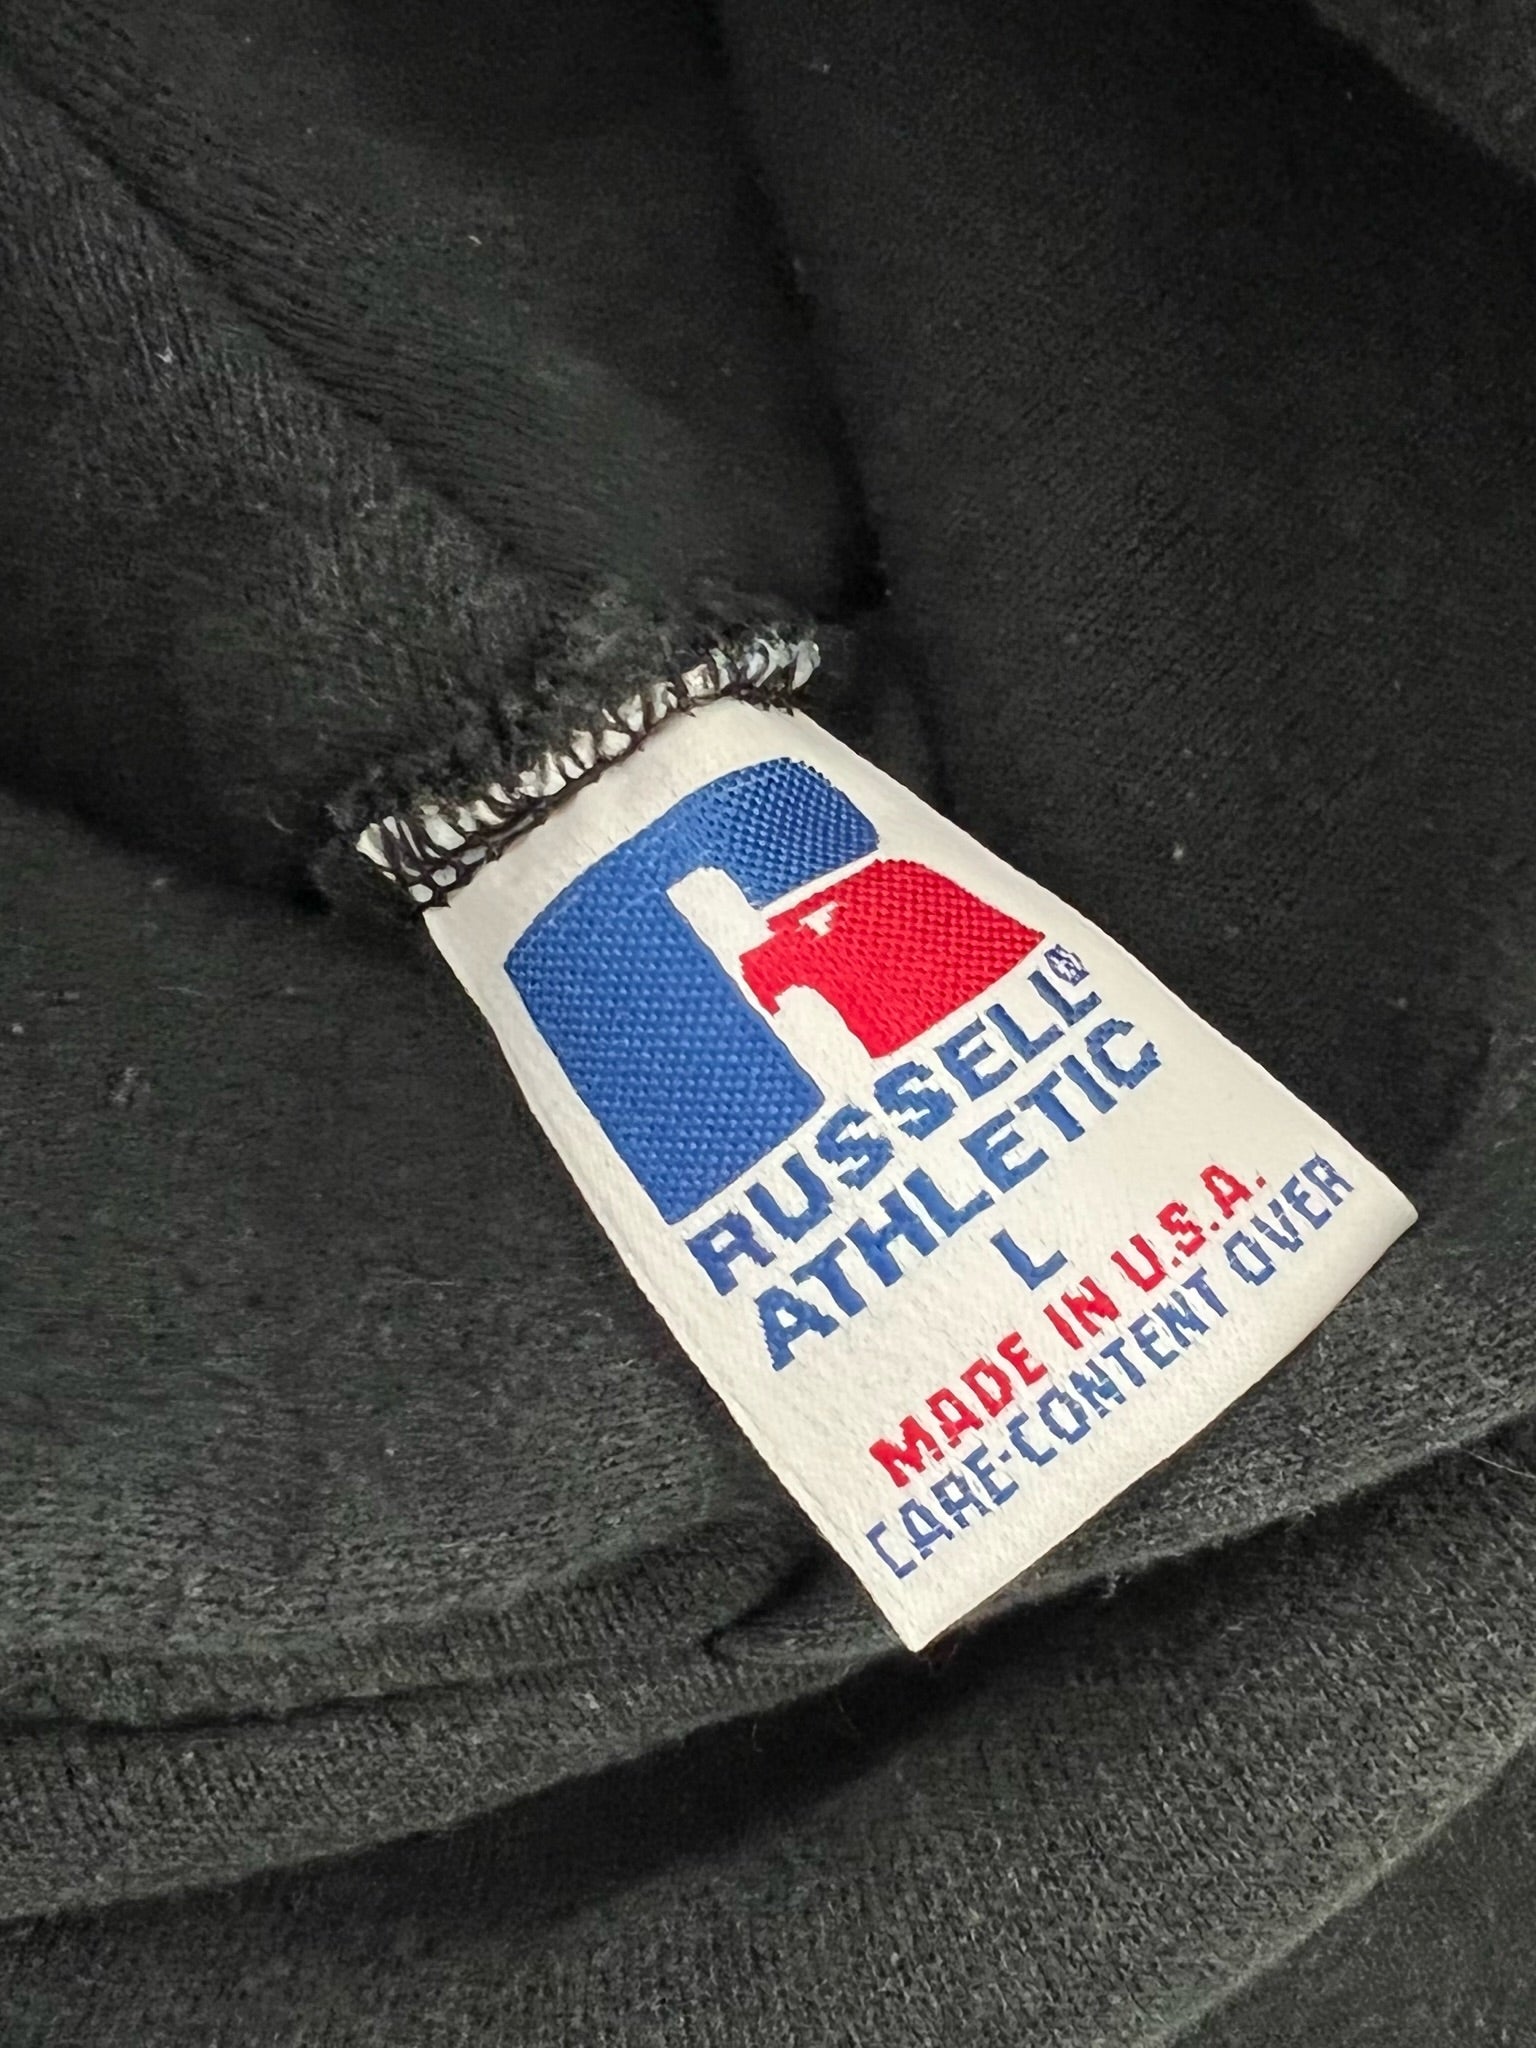 RUSSELL®
ATHLETIC
L
MADE IN U.S.A.
CARE-CONTENT OVER